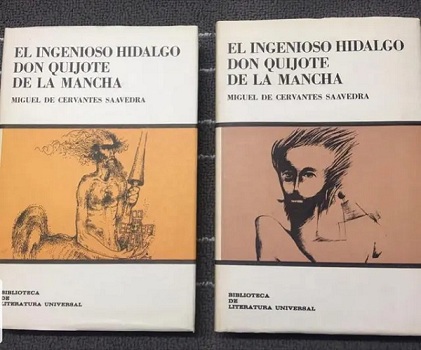 EL INGENIOSO HIDALGO
DON QUIJOTE
DE LA MANCHA
MIGUEL DE CERVANTES SAAVEDRA
BIBLIOTECA
DE
LITERATURA UNIVERSAL
EL INGENIOSO HIDALGO
DON QUIJOTE
DE LA MANCHA
MIGUEL DE CERVANTES SAAVEDRA
BIBLIOTECA
DE
LITERATURA UNIVERSAL